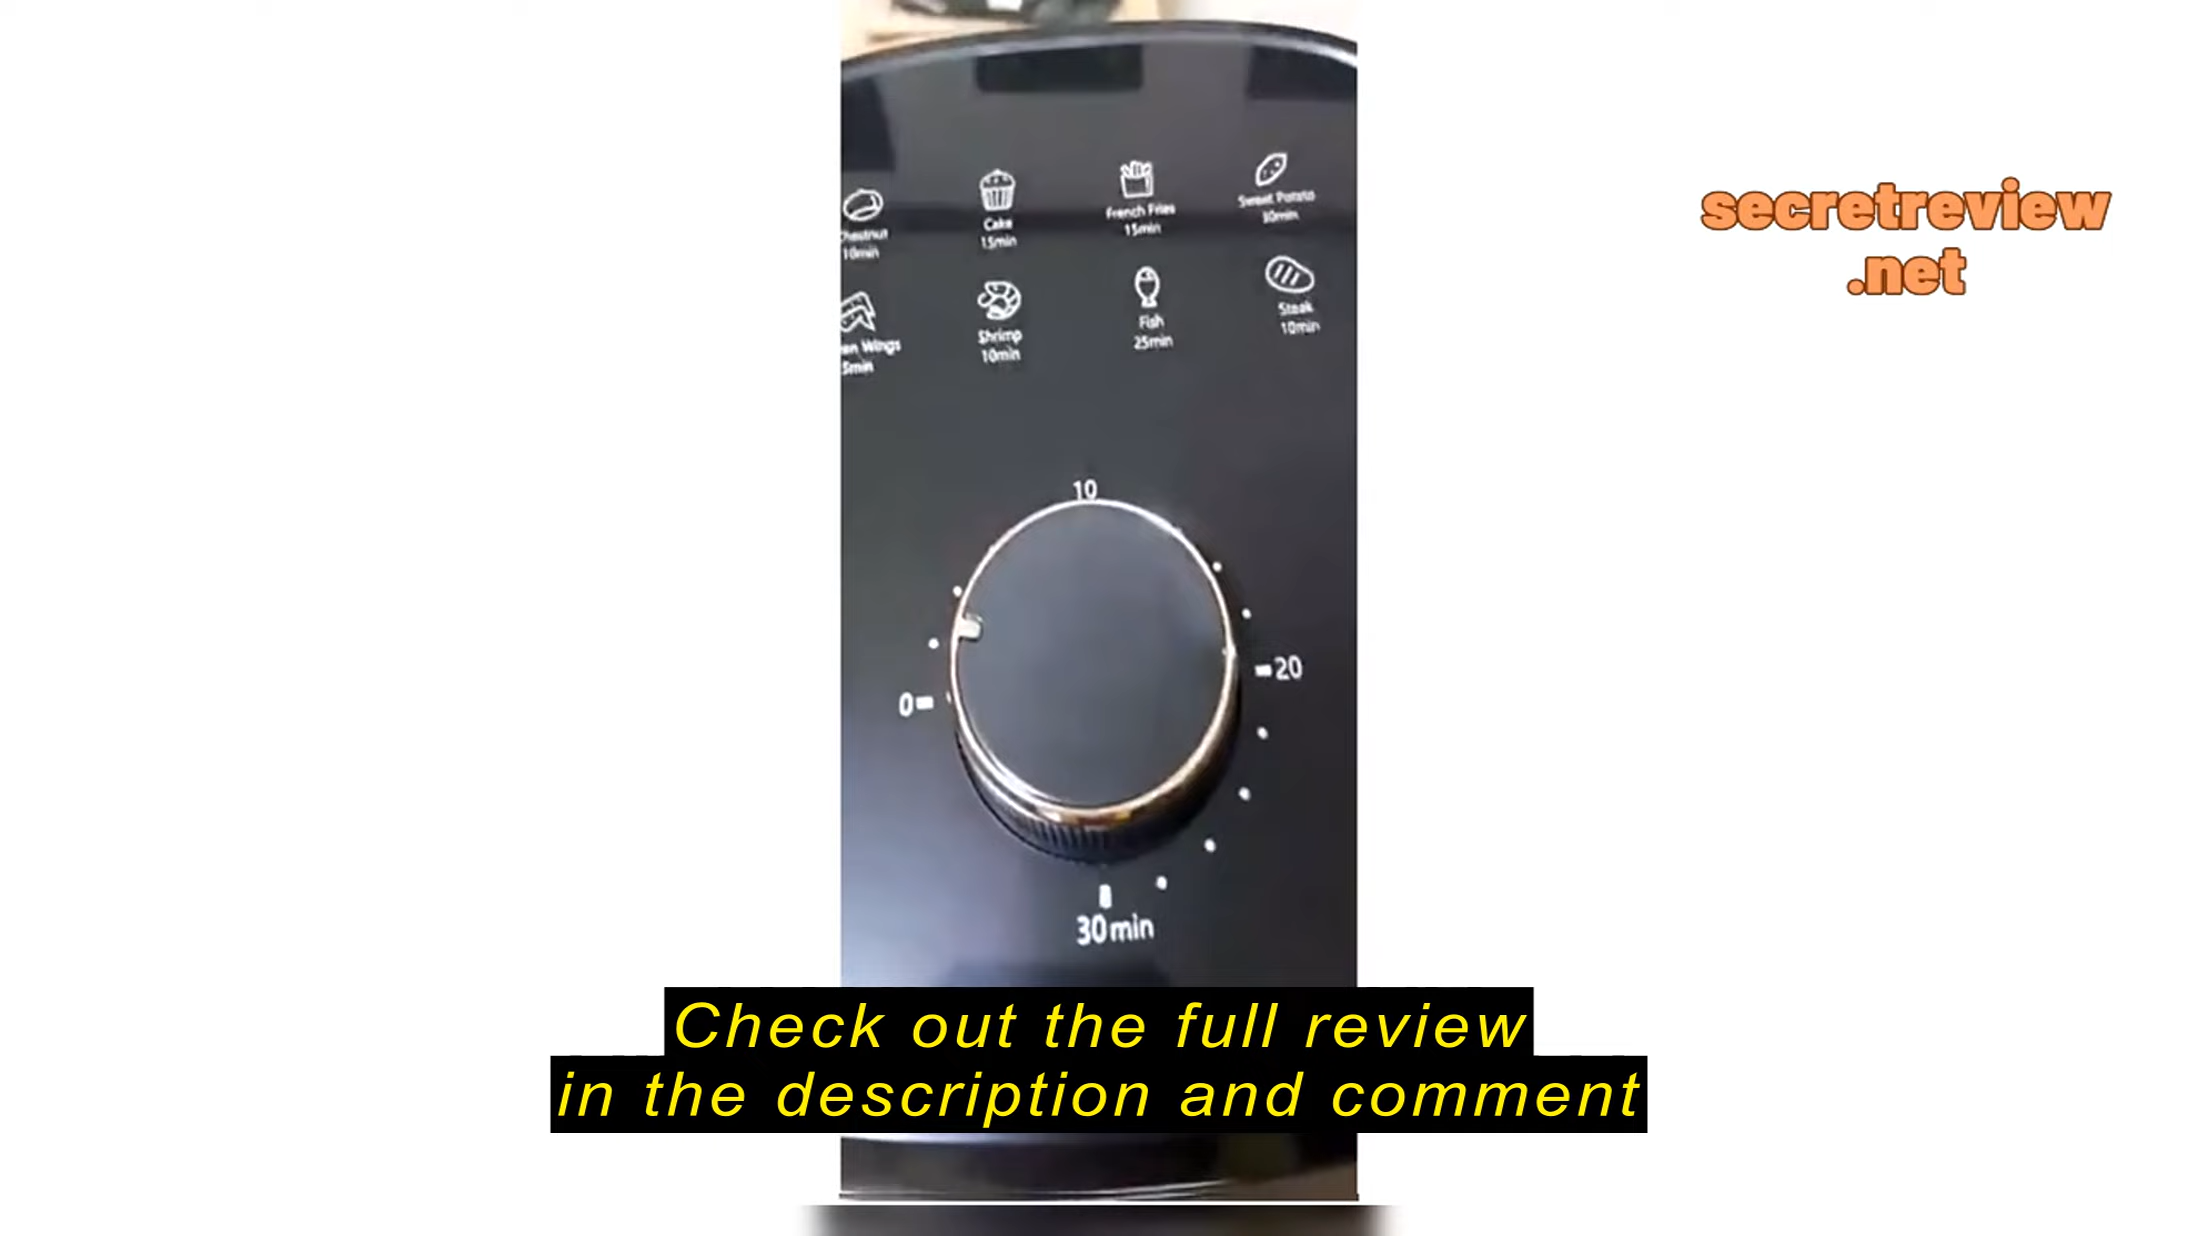 secretreview
.net
Cake
15min
French Fries
15min
Sweet Potato
30min
10min
Wings
Shrimp
10min
Fish
25min
Steak
10min
10
20
0
30min
Check out the full review
in the description and comment